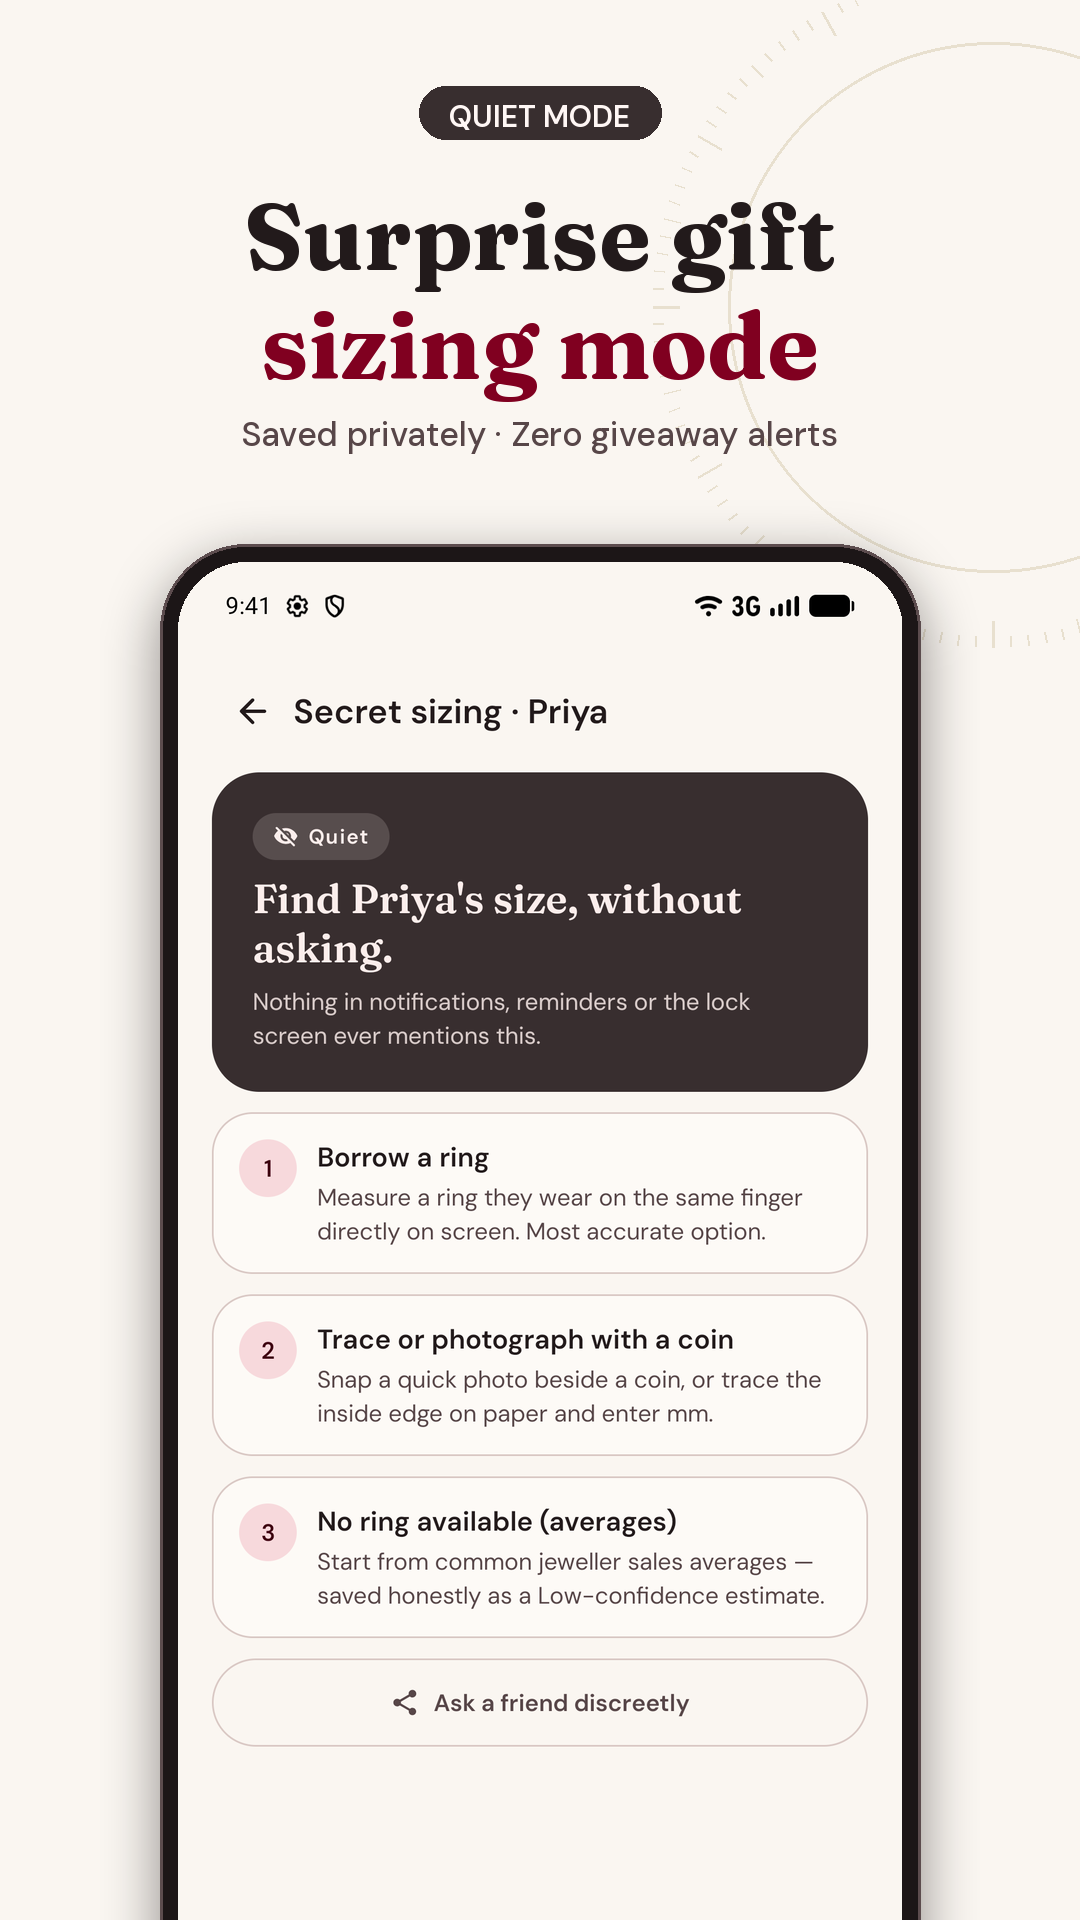 QUIET MODE
Surprise gift
sizing mode
Saved privately · Zero giveaway alerts
9:41
3G
Secret sizing · Priya
Quiet
Find Priya's size, without
asking.
Nothing in notifications, reminders or the lock
screen ever mentions this.
1
Borrow a ring
Measure a ring they wear on the same finger
directly on screen. Most accurate option.
2
Trace or photograph with a coin
Snap a quick photo beside a coin, or trace the
inside edge on paper and enter mm.
3
No ring available (averages)
Start from common jeweller sales averages —
saved honestly as a Low-confidence estimate.
Ask a friend discreetly